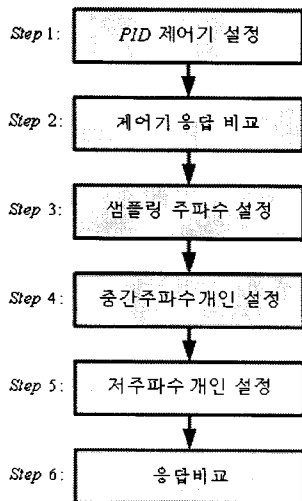 Step 1: PID 제어기 설정
Step 2: 제어기 응답 비교
Step 3: 샘플링 주파수 설정
Step 4: 중간주파수개인 설정
Step 5: 저주파수 개인 설정
Step 6: 응답비교